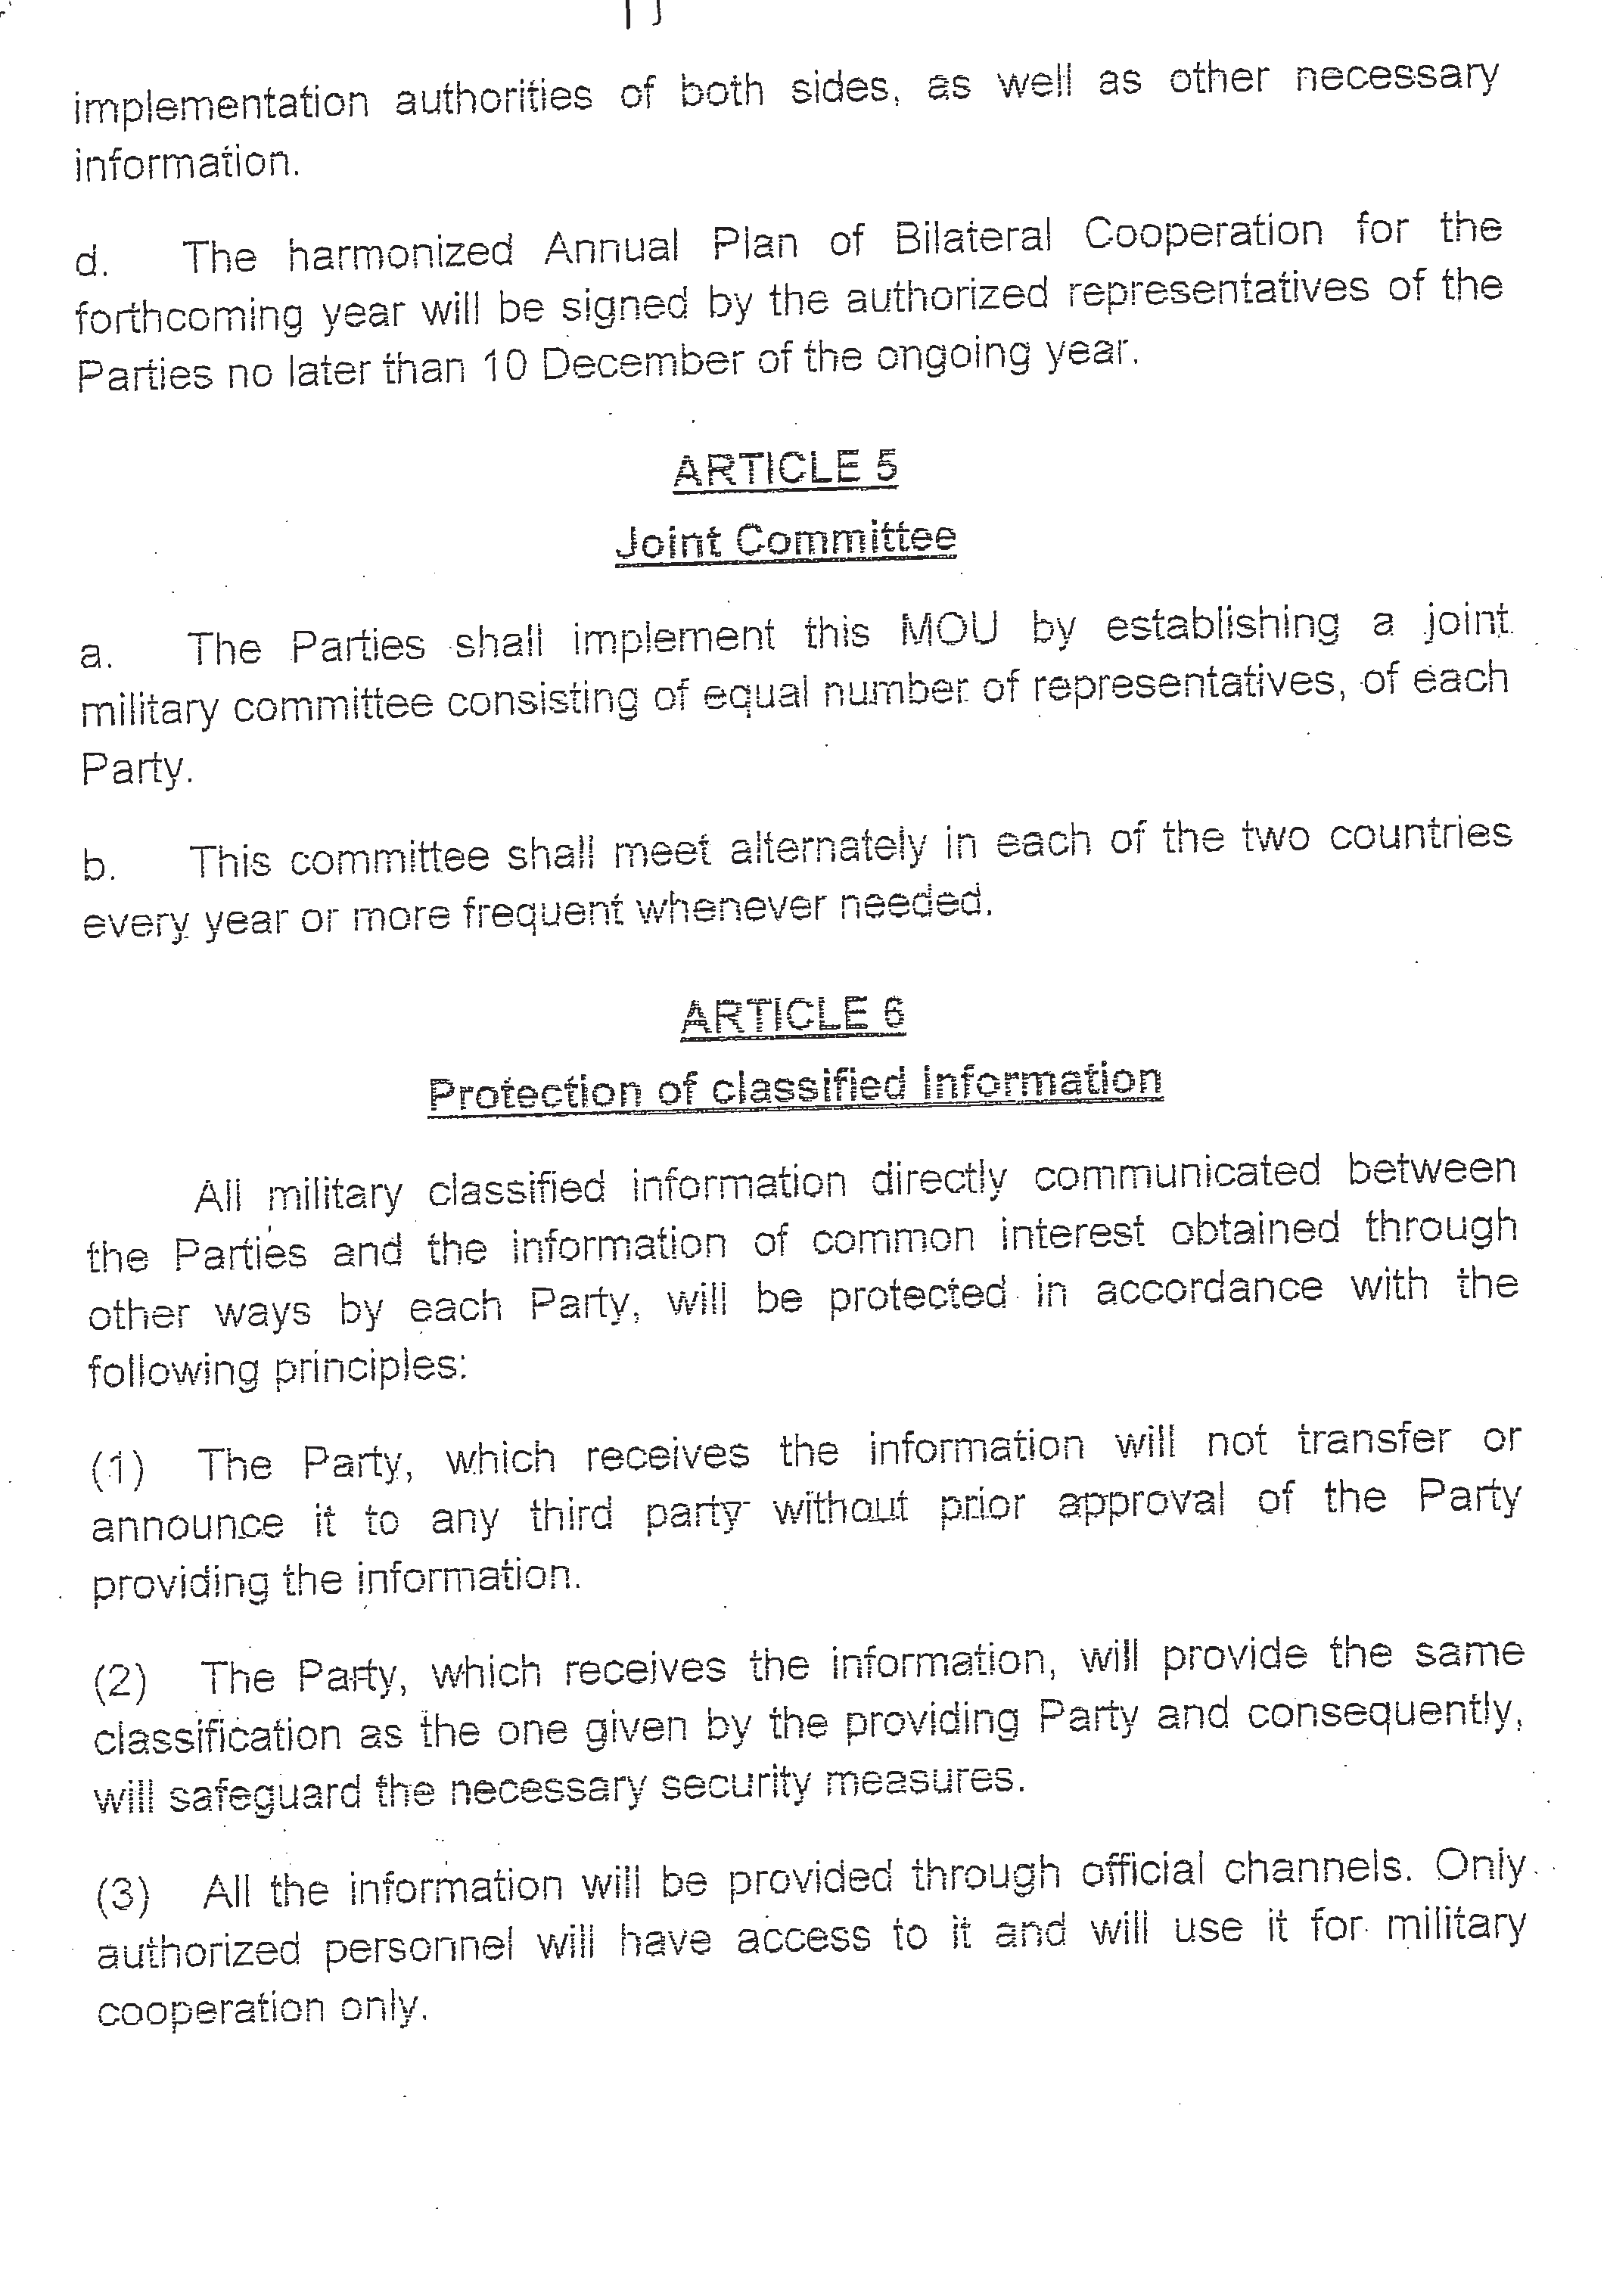 implementation authorities of both sides, as well as other necessary
information.
d. The harmonized Annual Plan of Bilateral Cooperation for the
forthcoming year will be signed by the authorized representatives of the
Parties no later than 10 December of the ongoing year.
ARTICLE 5
Joint Committee
a. The Parties shall implement this MOU by establishing a joint
military committee consisting of equal number of representatives, of each
Party.
b. This committee shall meet alternately in each of the two countries
every year or more frequent whenever needed.
ARTICLE 6
Protection of classified information
All military classified information directly communicated between
the Parties and the information of common interest obtained through
other ways by each Party, will be protected in accordance with the
following principles:
(1) The Party, which receives the information will not transfer or
announce it to any third party without prior approval of the Party
providing the information.
(2) The Party, which receives the information, will provide the same
classification as the one given by the providing Party and consequently,
will safeguard the necessary security measures.
(3) All the information will be provided through official channels. Only
authorized personnel will have access to it and will use it for military
cooperation only.